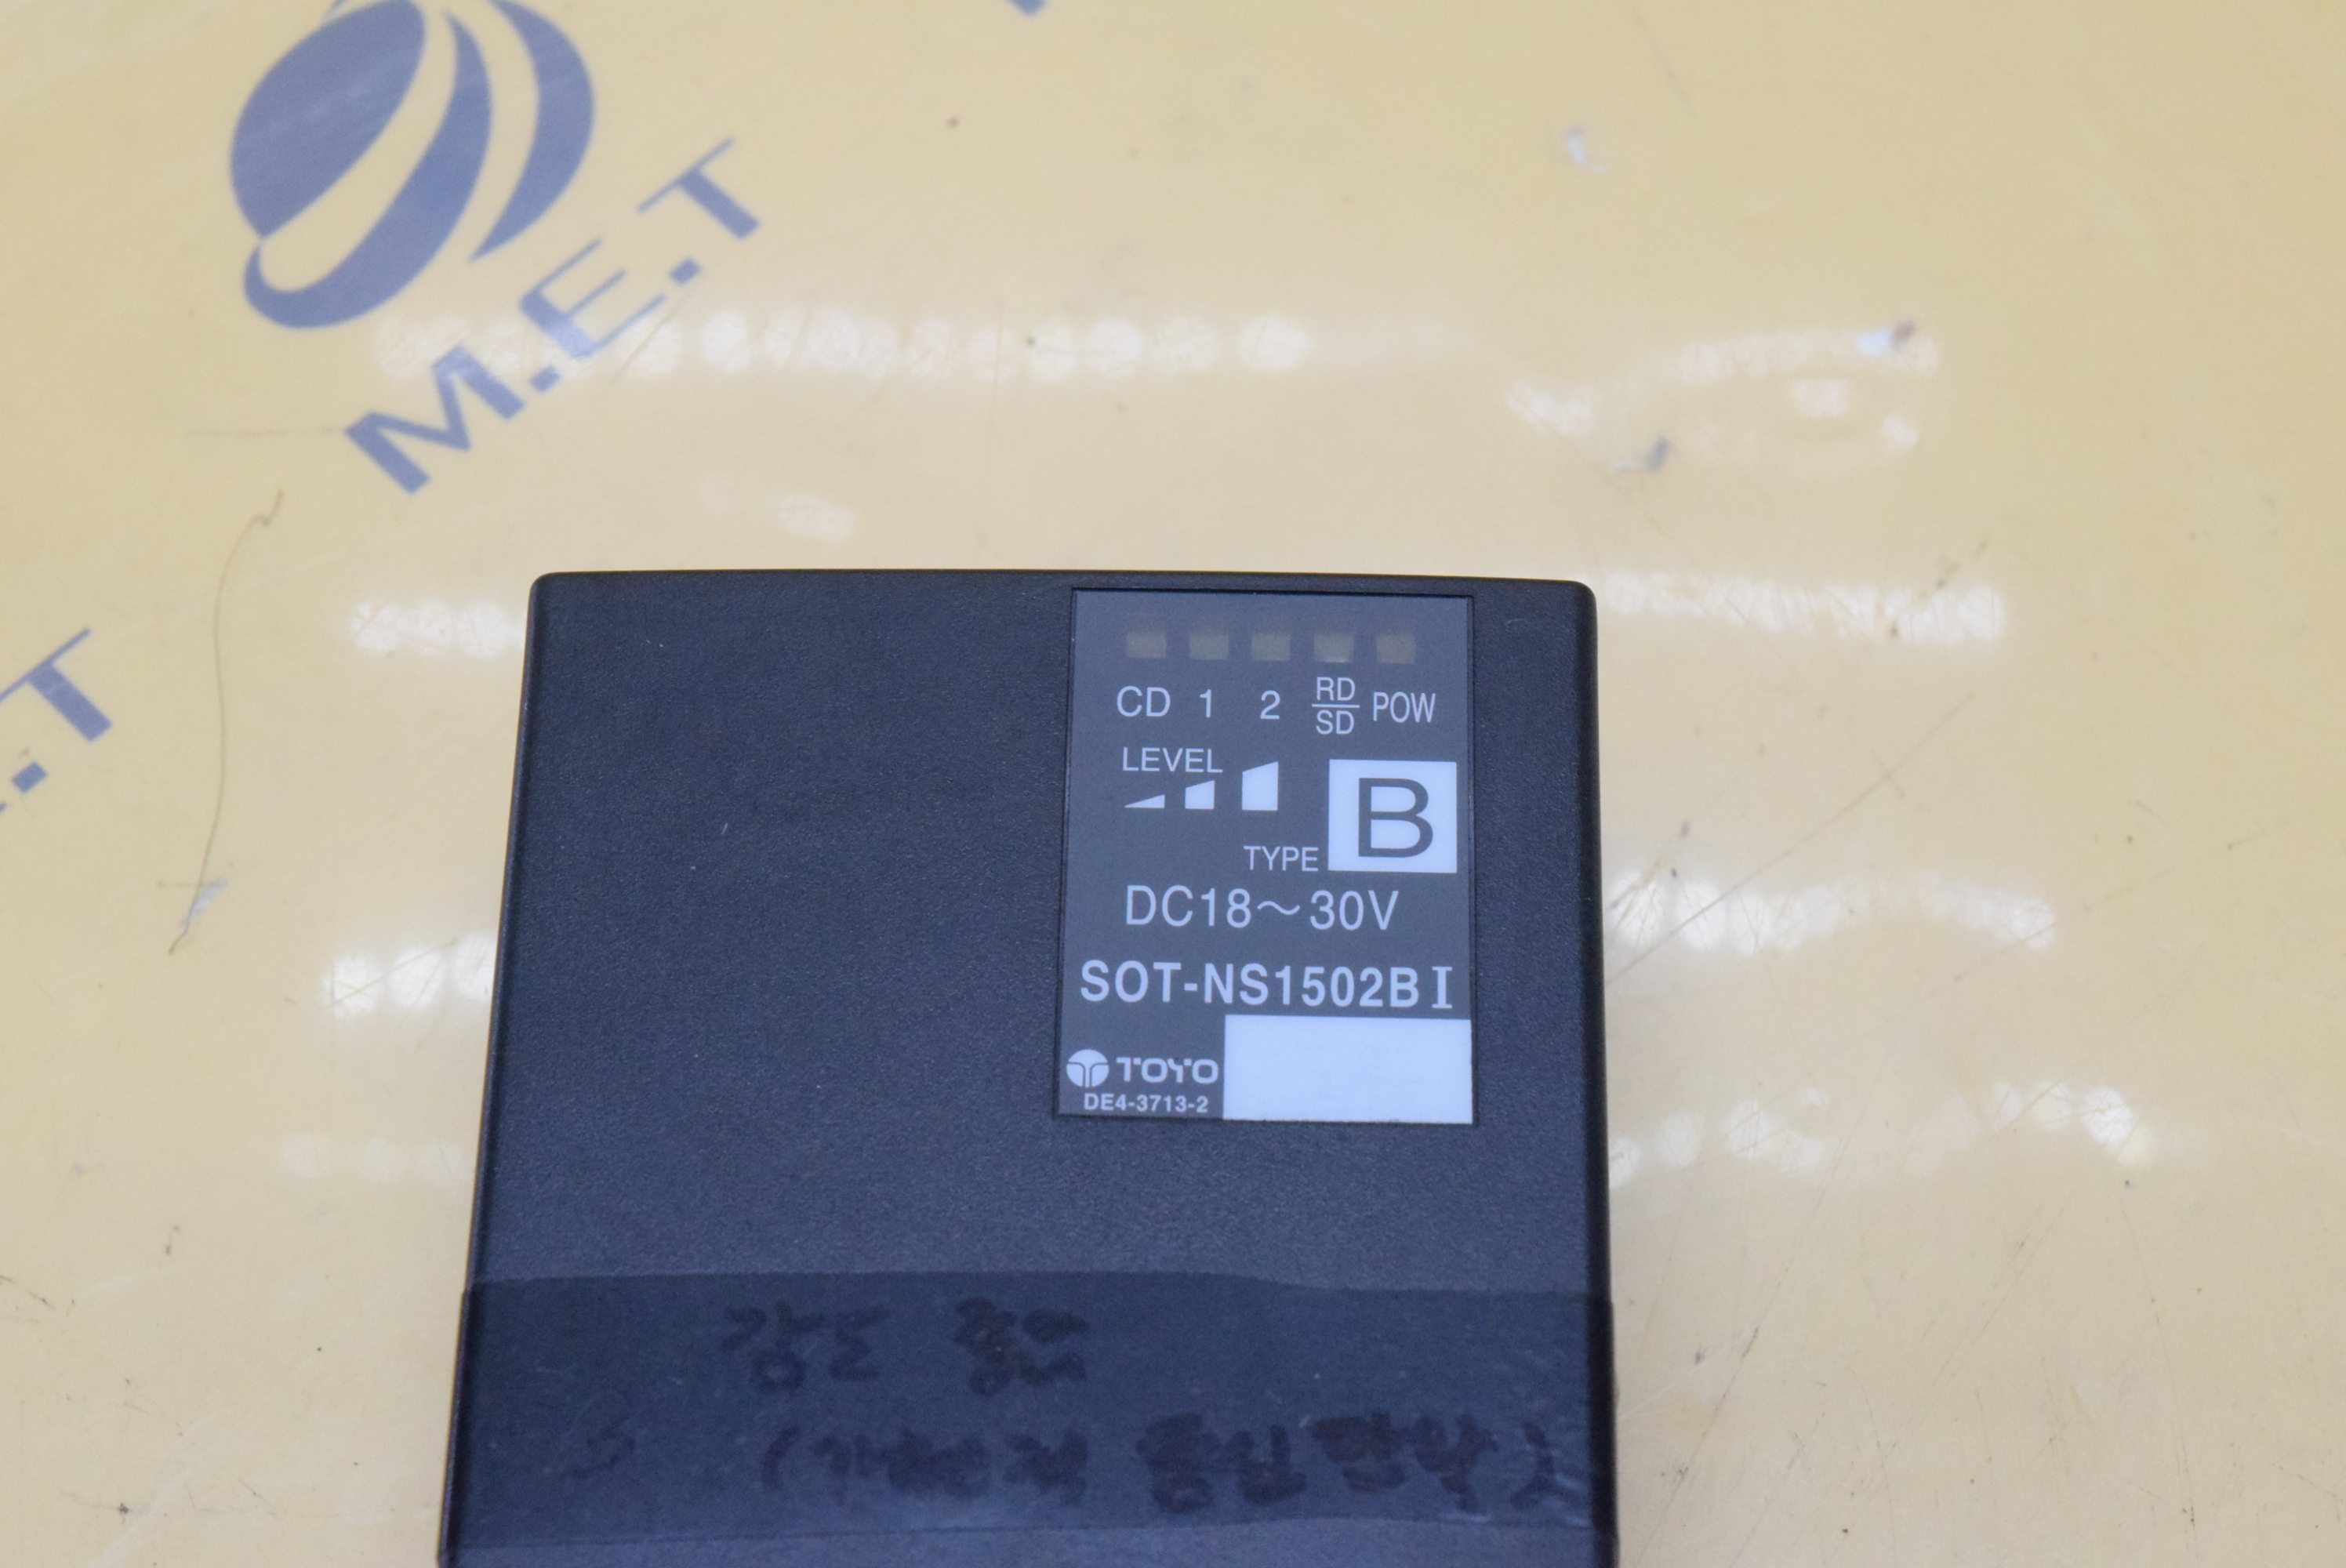 M.E.T
.T
CD 1 2 RD/SD POW
LEVEL
B
TYPE
DC18～30V
SOT-NS1502BI
TOYO
DE4-3713-2